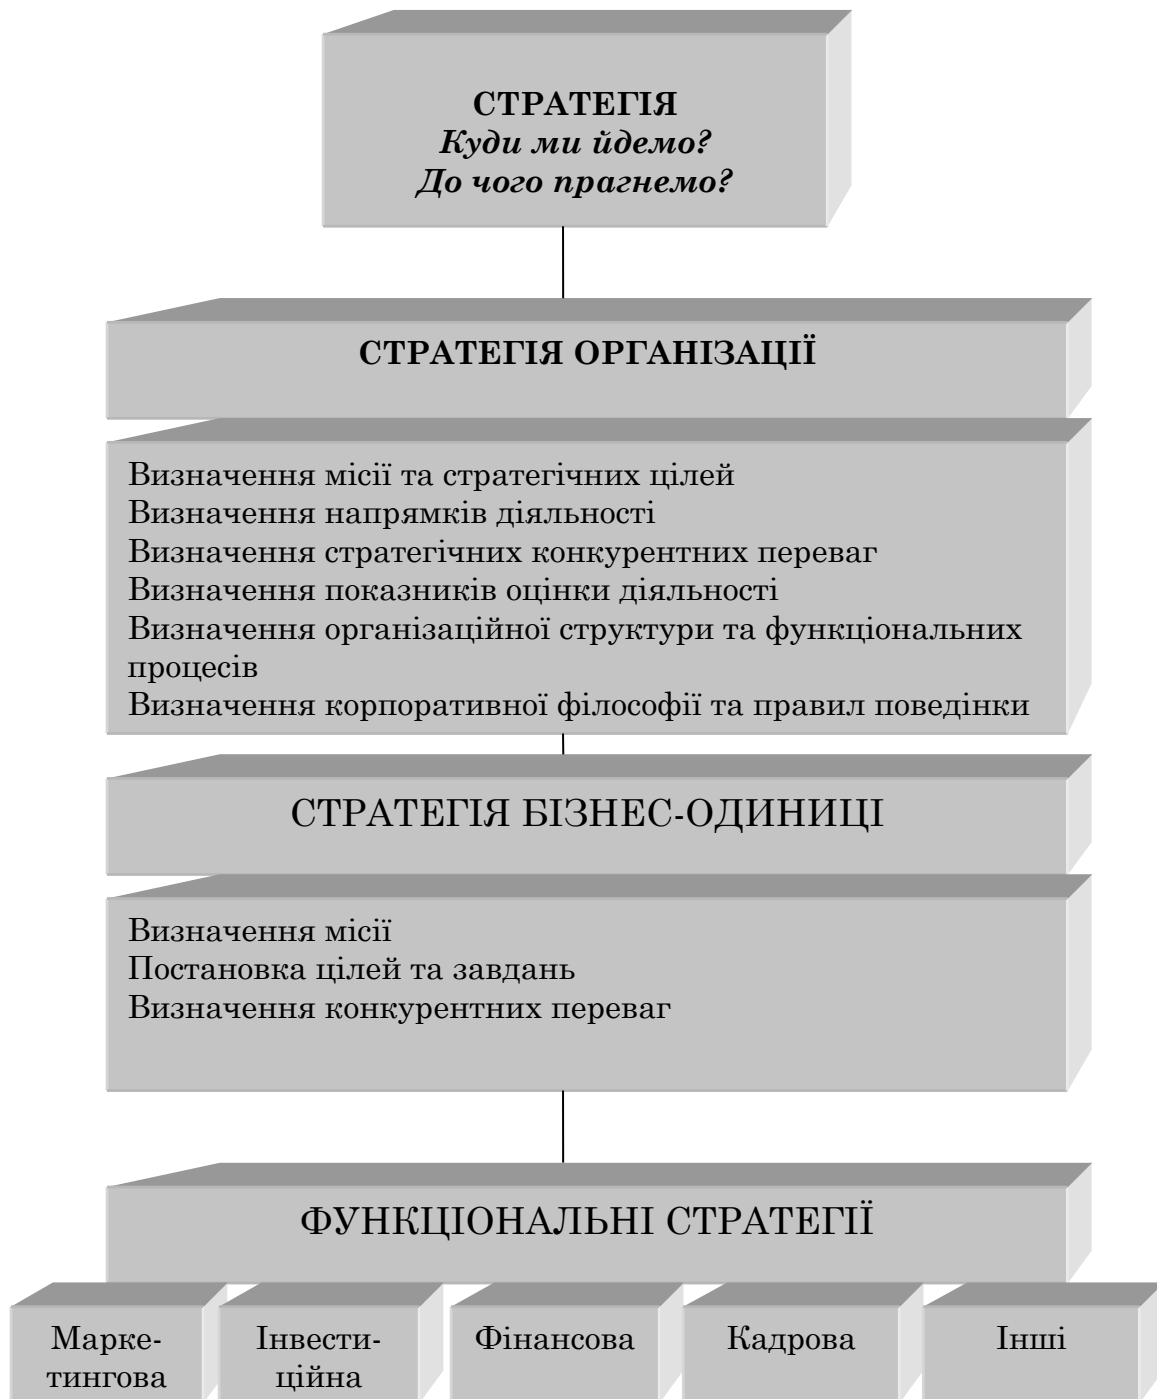 СТРАТЕГІЯ
Куди ми йдемо?
До чого прагнемо?
СТРАТЕГІЯ ОРГАНІЗАЦІЇ
Визначення місії та стратегічних цілей
Визначення напрямків діяльності
Визначення стратегічних конкурентних переваг
Визначення показників оцінки діяльності
Визначення організаційної структури та функціональних
процесів
Визначення корпоративної філософії та правил поведінки
СТРАТЕГІЯ БІЗНЕС-ОДИНИЦІ
Визначення місії
Постановка цілей та завдань
Визначення конкурентних переваг
ФУНКЦІОНАЛЬНІ СТРАТЕГІЇ
Марке-
тингова
Інвести-
ційна
Фінансова
Кадрова
Інші